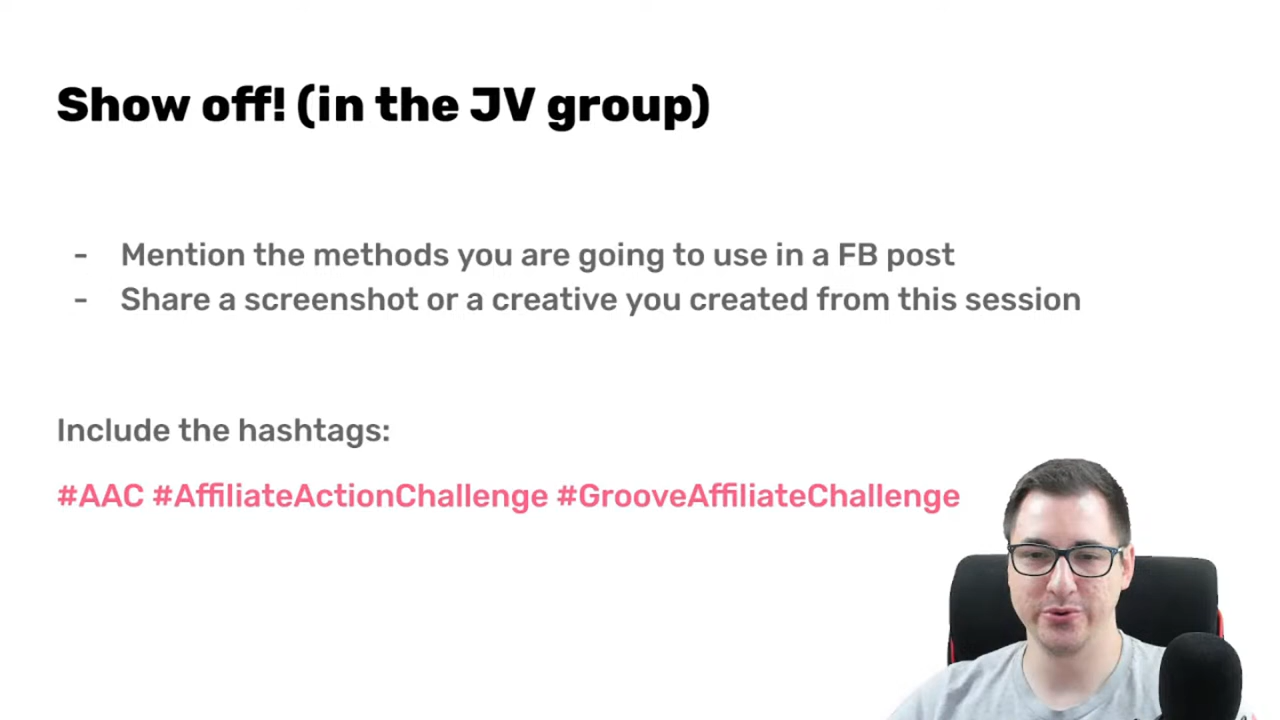 Show off! (in the JV group)
- Mention the methods you are going to use in a FB post
- Share a screenshot or a creative you created from this session
Include the hashtags:
#AAC #AffiliateActionChallenge #GrooveAffiliateChallenge